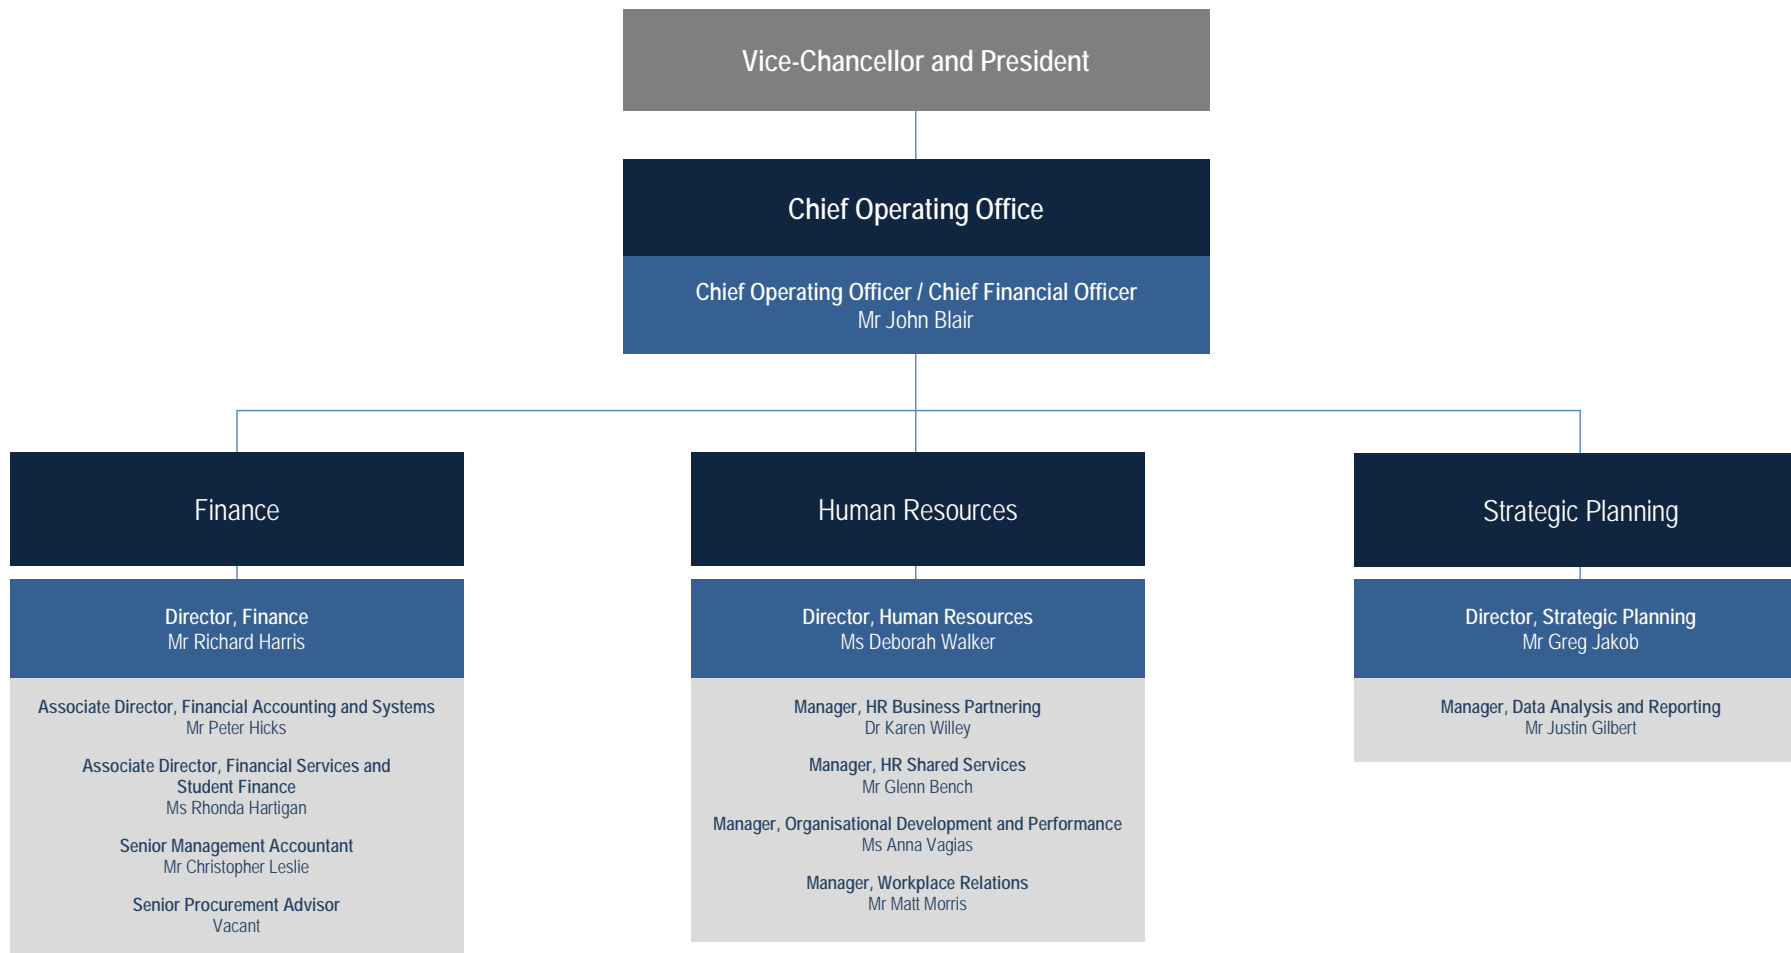 Vice-Chancellor and President
Chief Operating Office
Chief Operating Officer / Chief Financial Officer
Mr John Blair
Finance
Director, Finance
Mr Richard Harris
Associate Director, Financial Accounting and Systems
Mr Peter Hicks
Associate Director, Financial Services and
Student Finance
Ms Rhonda Hartigan
Senior Management Accountant
Mr Christopher Leslie
Senior Procurement Advisor
Vacant
Human Resources
Director, Human Resources
Ms Deborah Walker
Manager, HR Business Partnering
Dr Karen Willey
Manager, HR Shared Services
Mr Glenn Bench
Manager, Organisational Development and Performance
Ms Anna Vagias
Manager, Workplace Relations
Mr Matt Morris
Strategic Planning
Director, Strategic Planning
Mr Greg Jakob
Manager, Data Analysis and Reporting
Mr Justin Gilbert